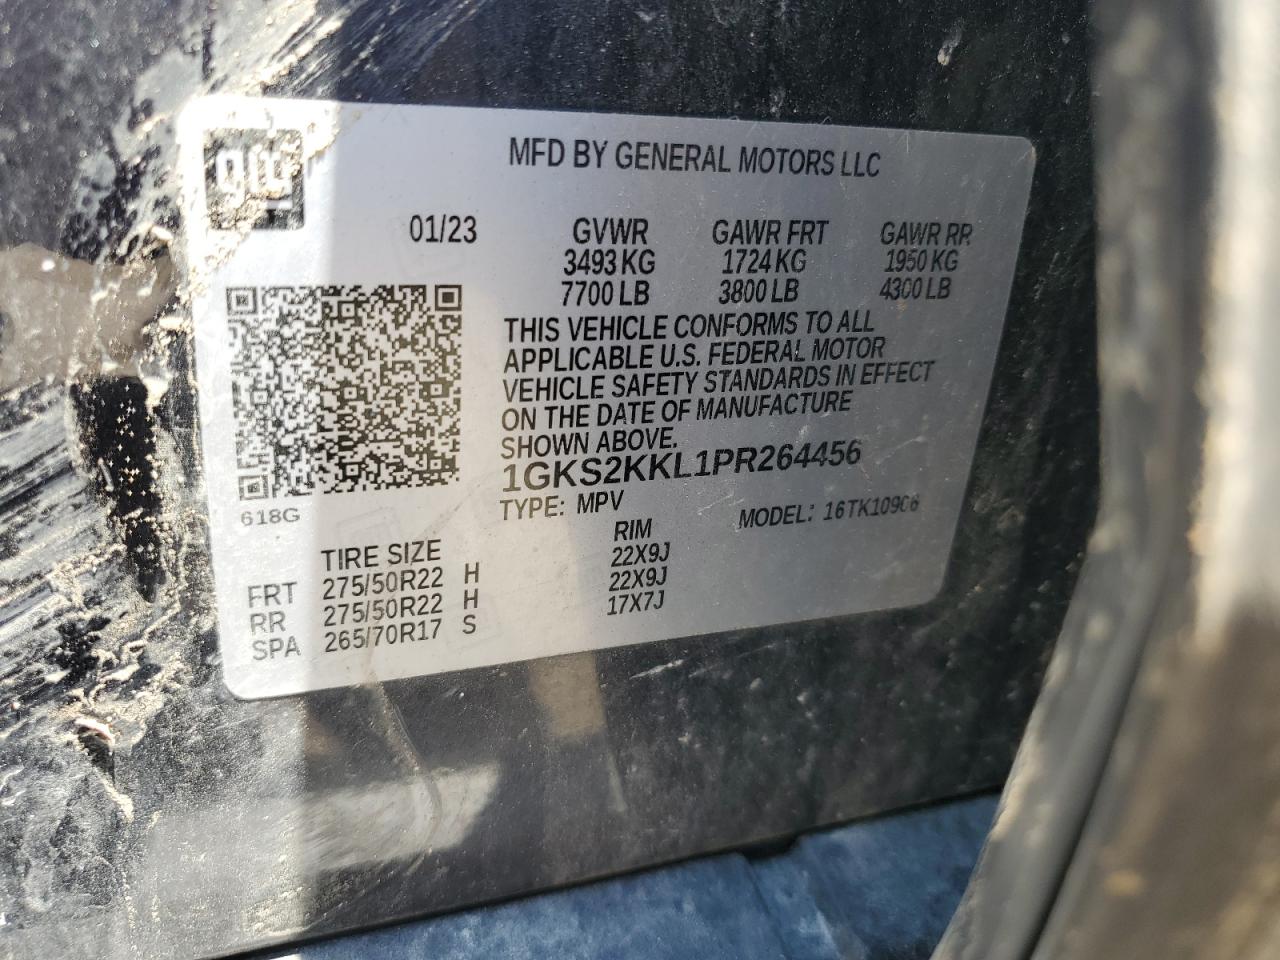 gm
MFD BY GENERAL MOTORS LLC
01/23 GVWR GAWR FRT GAWR RR
3493 KG 1724 KG 1950 KG
7700 LB 3800 LB 4300 LB
THIS VEHICLE CONFORMS TO ALL
APPLICABLE U.S. FEDERAL MOTOR
VEHICLE SAFETY STANDARDS IN EFFECT
ON THE DATE OF MANUFACTURE
SHOWN ABOVE.
1GKS2KKL1PR264456
618G TYPE: MPV MODEL: 16TK10906
TIRE SIZE RIM
FRT 275/50R22 H 22X9J
RR 275/50R22 H 22X9J
SPA 265/70R17 S 17X7J